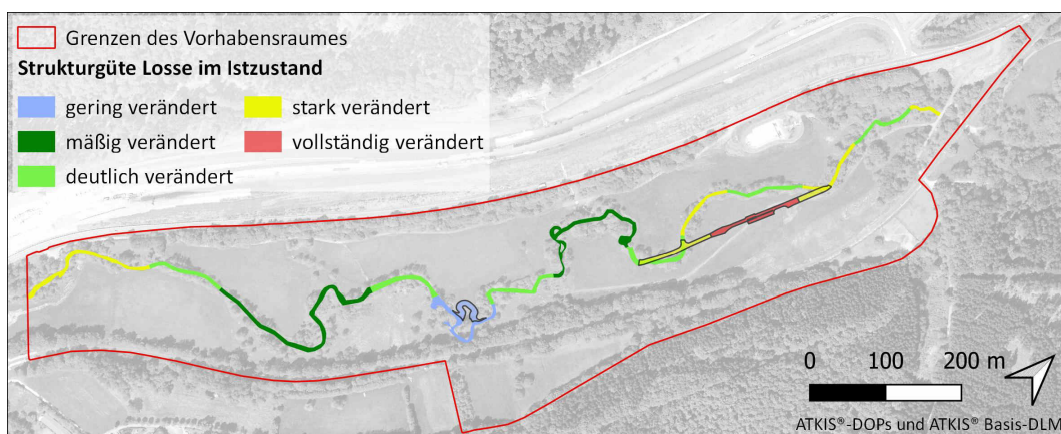 Grenzen des Vorhabensraumes
Strukturgüte Losse im Istzustand
gering verändert
stark verändert
mäßig verändert
vollständig verändert
deutlich verändert
0 100 200 m
ATKIS®-DOPs und ATKIS® Basis-DLM